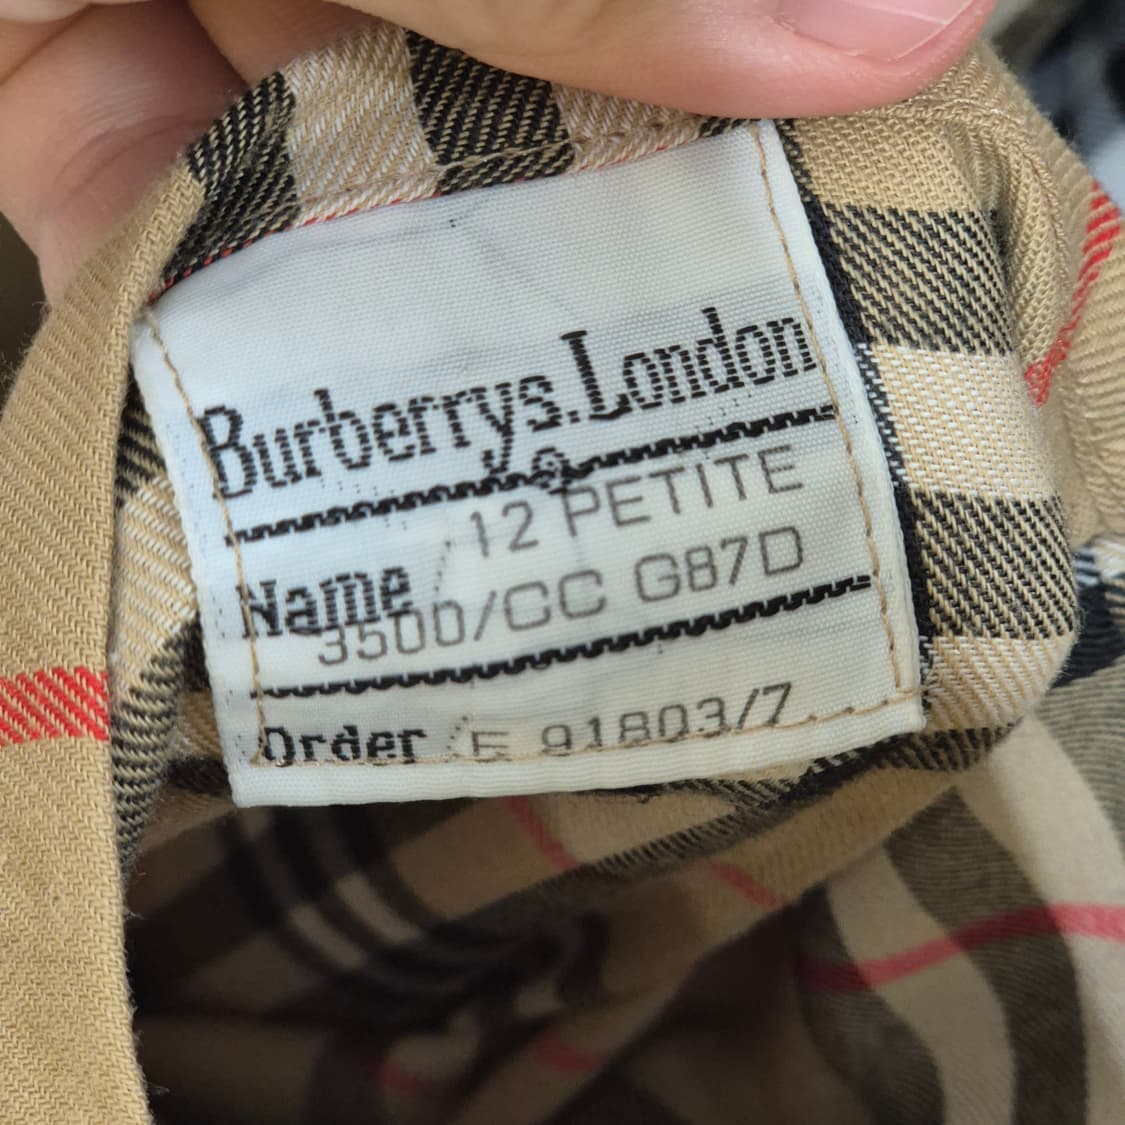 Burberrys.London
12 PETITE
Name
3500/CC G87D
Order E 91803/7